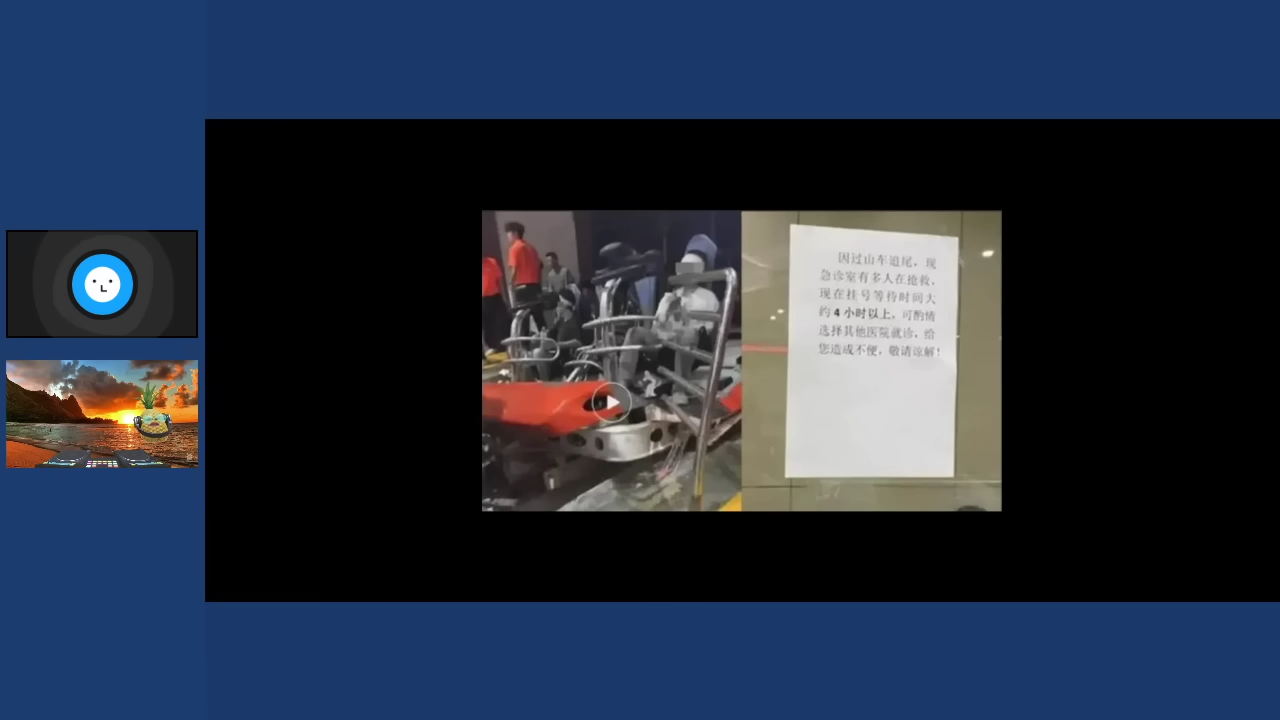 因过山车追尾，现
急诊室有多人在抢救，
现在挂号等待时间大
约 4 小时以上，可酌情
选择其他医院就诊，给
您造成不便，敬请谅解！